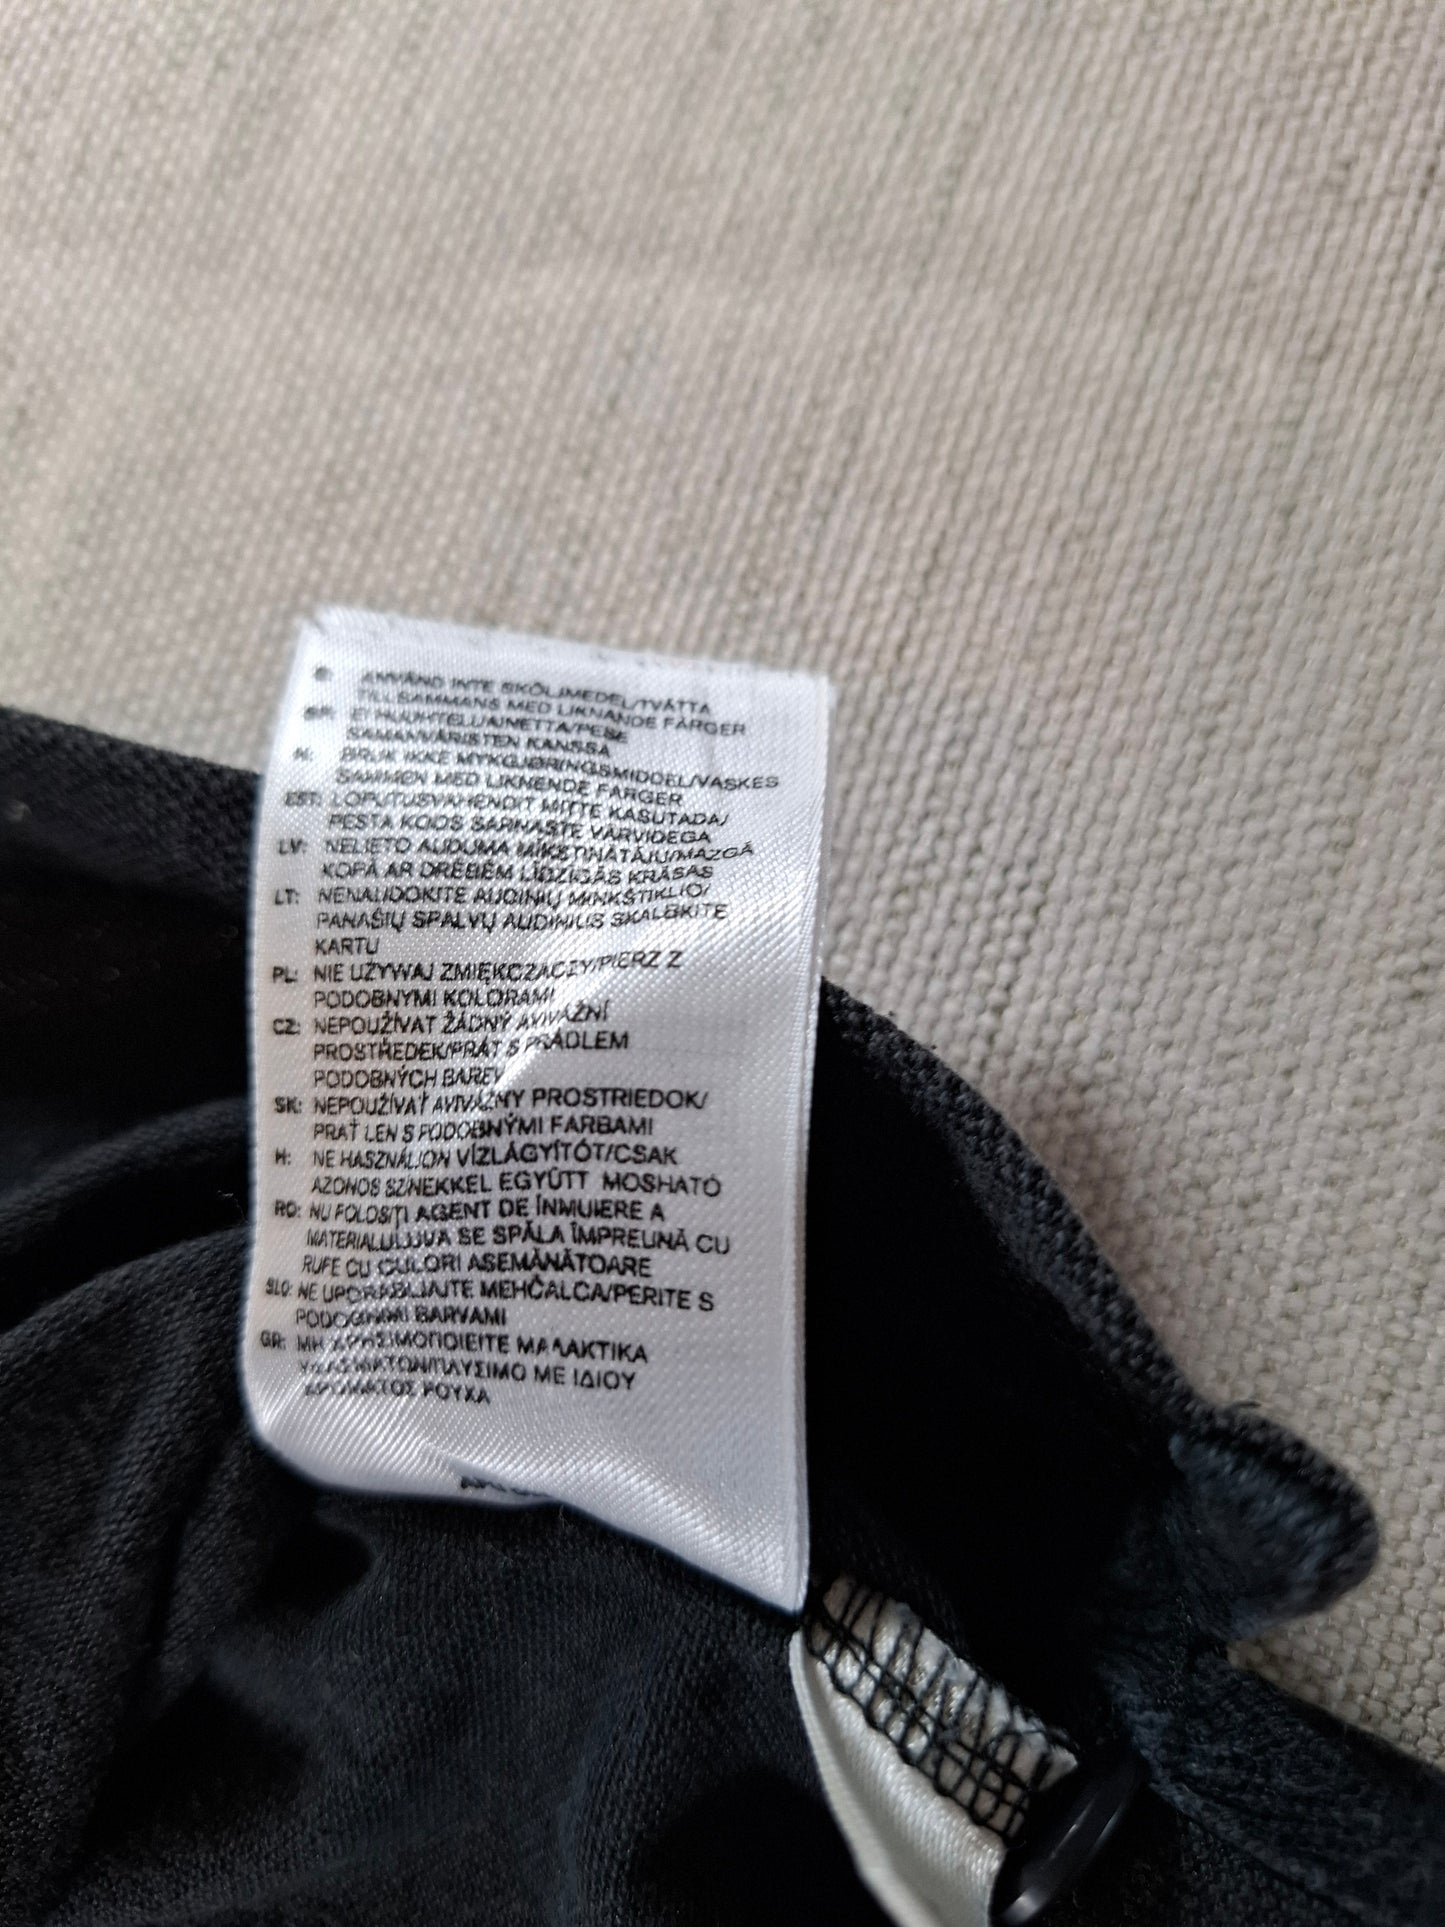 S: ANVÄND INTE SKÖLJMEDEL/TVÄTTA
TILLSAMMANS MED LIKNANDE FÄRGER
EI HUUHTELUAINETTA/PESE
SAMANVÄRISTEN KANSSA
N: BRUK IKKE MYKGJØRINGSMIDDEL/VASKES
SAMMEN MED LIKNENDE FARGER
EST: LOPUTUSVAHENDIT MITTE KASUTADA/
PESTA KOOS SARNASTE VÄRVIDEGA
LV: NELIETO AUDUMA MĪKSTINĀTĀJU/MAZGĀ
KOPĀ AR DRĒBĒM LĪDZĪGĀS KRĀSĀS
LT: NENAUDOKITE AUDINIŲ MINKŠTIKLIO/
PANAŠIŲ SPALVŲ AUDINIUS SKALBKITE
KARTU
PL: NIE UŻYWAJ ZMIĘKCZACZY/PIERZ Z
PODOBNYMI KOLORAMI
CZ: NEPOUŽÍVAT ŽÁDNÝ AVIVÁŽNÍ
PROSTŘEDEK/PRÁT S PRÁDLEM
PODOBNÝCH BAREV
SK: NEPOUŽÍVAŤ AVIVÁŽNY PROSTRIEDOK/
PRAŤ LEN S PODOBNÝMI FARBAMI
H: NE HASZNÁLJON VÍZLÁGYÍTÓT/CSAK
AZONOS SZINEKKEL EGYÜTT MOSHATÓ
RO: NU FOLOSIȚI AGENT DE ÎNMUIERE A
MATERIALULUI/A SE SPĂLA ÎMPREUNĂ CU
RUFE CU CULORI ASEMĂNĂTOARE
SLO: NE UPORABLJAJTE MEHČALCA/PERITE S
PODOBNIMI BARVAMI
GR: ΜΗ ΧΡΗΣΙΜΟΠΟΙΕΙΤΕ ΜΑΛΑΚΤΙΚΑ
ΥΦΑΣΜΑΤΩΝ/ΠΛΥΣΙΜΟ ΜΕ ΙΔΙΟΥ
ΧΡΩΜΑΤΟΣ ΡΟΥΧΑ